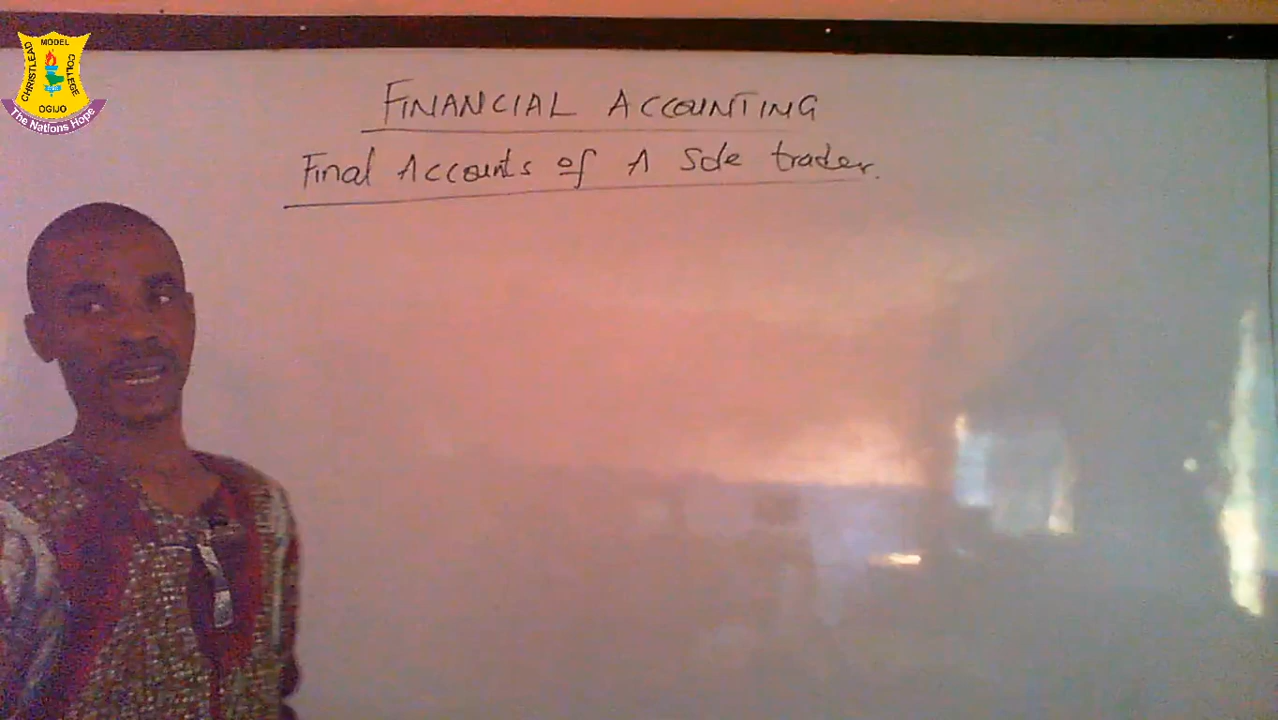 MODEL
CHRISTLEAD
COLLEGE
OGIJO
The Nations Hope
FINANCIAL ACCOUNTING
Final Accounts of A Sole trader.